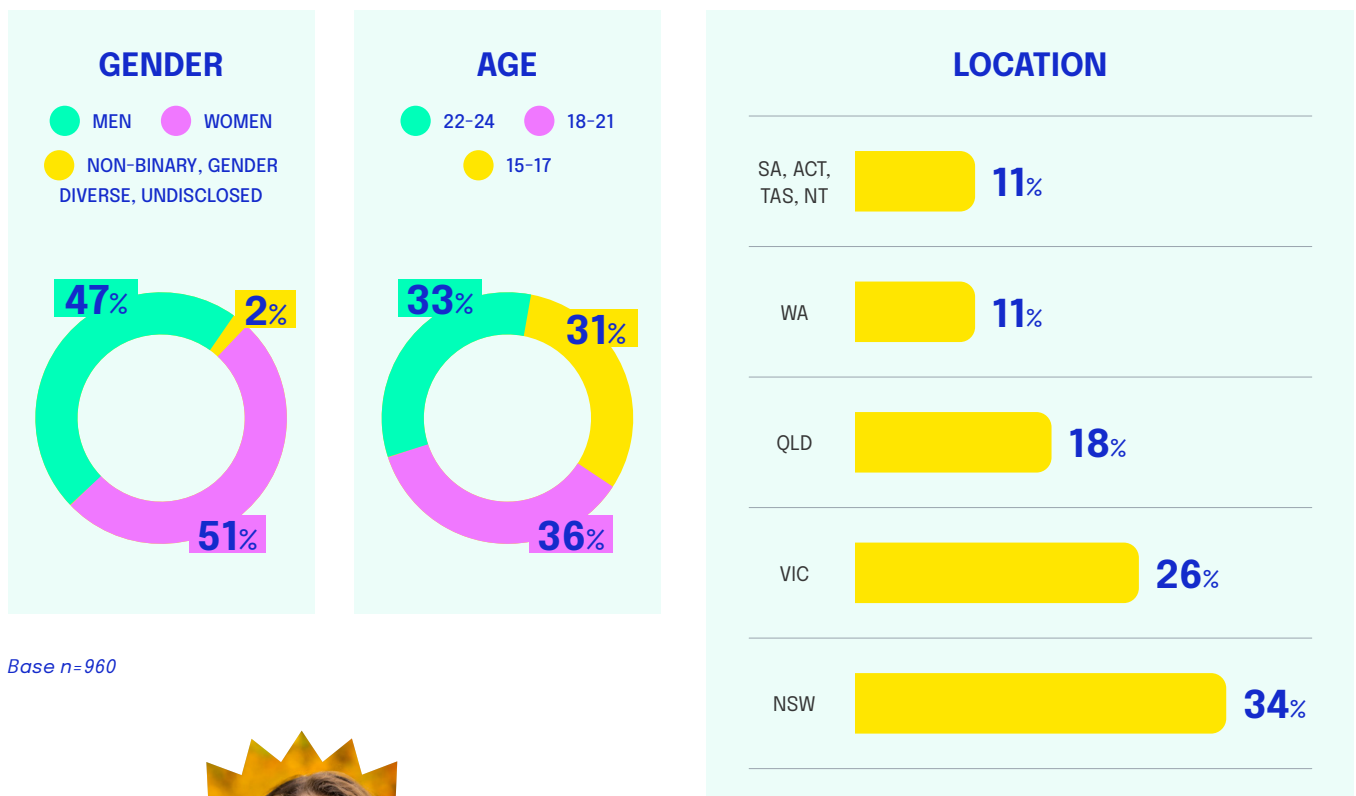 GENDER
MEN
WOMEN
NON-BINARY, GENDER
DIVERSE, UNDISCLOSED
47%
2%
51%
AGE
22-24
18-21
15-17
33%
31%
36%
Base n=960
LOCATION
SA, ACT,
TAS, NT
11%
WA
11%
QLD
18%
VIC
26%
NSW
34%